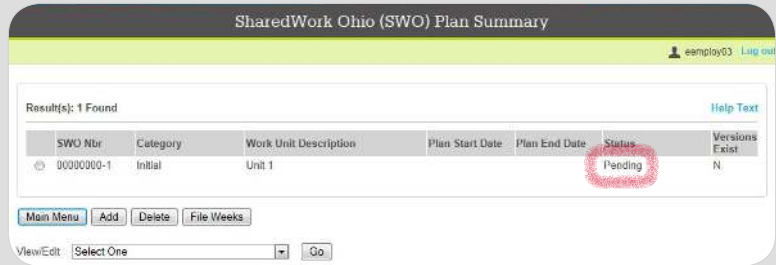 SharedWork Ohio (SWO) Plan Summary
eemploy03 Log out
Result(s): 1 Found Help Text
SWO Nbr Category Work Unit Description Plan Start Date Plan End Date Status Versions Exist
00000000-1 Initial Unit 1 Pending N
Main Menu Add Delete File Weeks
View/Edit Select One Go